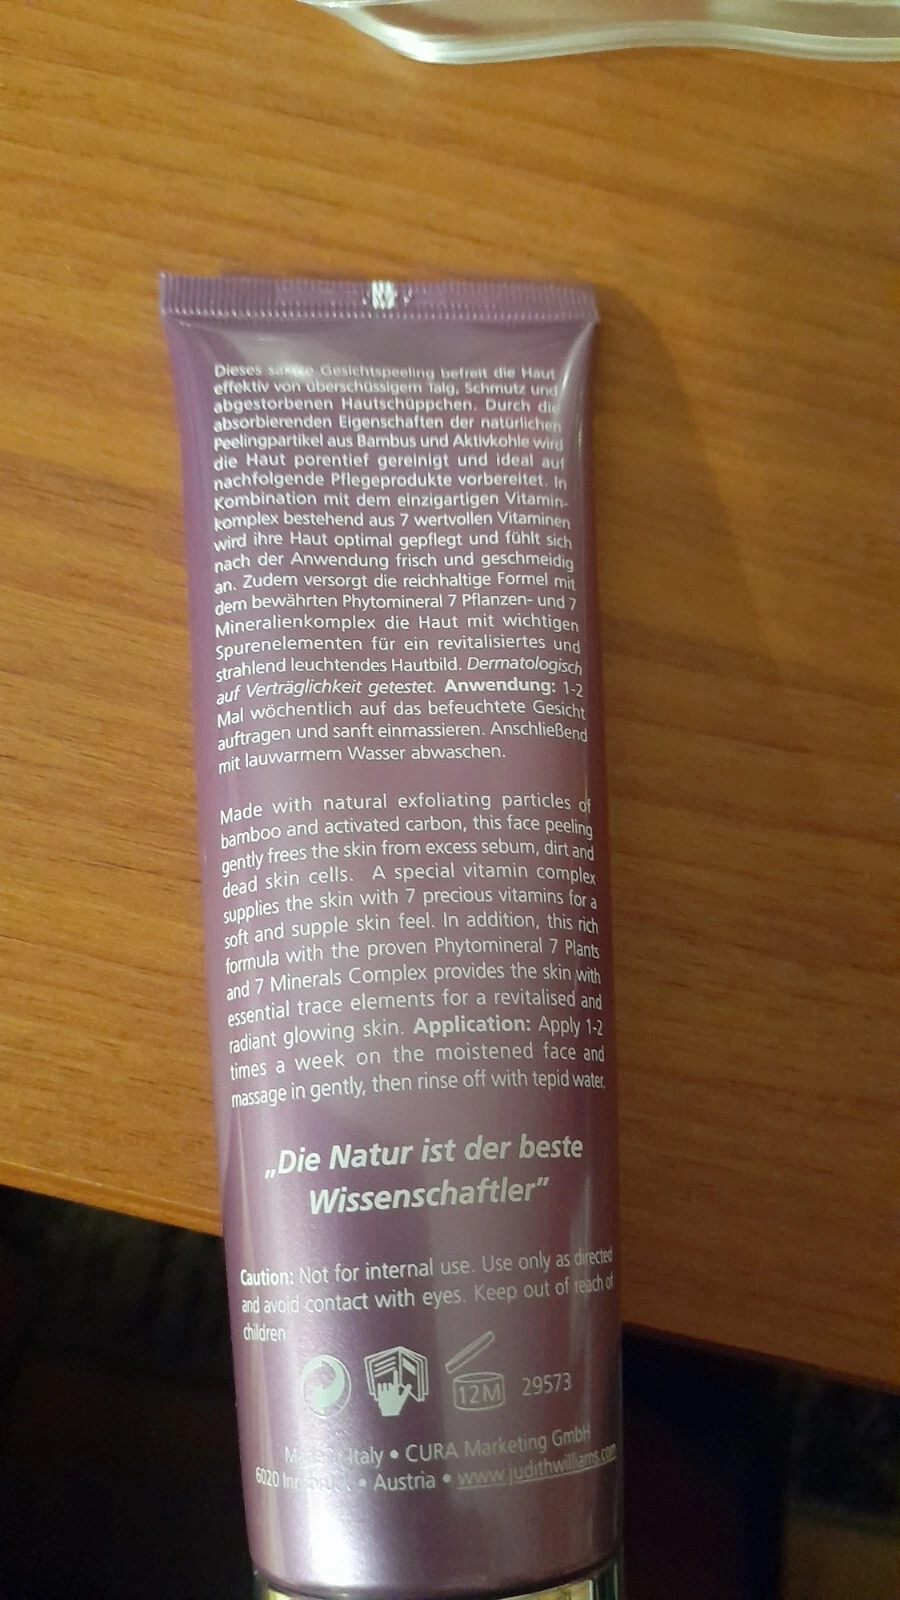 Dieses Gesichtspeeling befreit die Haut
effektiv von überschüssigem Talg, Schmutz und
abgestorbenen Hautschüppchen. Durch die
absorbierenden Eigenschaften der natürlichen
Peelingpartikel aus Bambus und Aktivkohle wird
die Haut porentief gereinigt und ideal auf
nachfolgende Pflegeprodukte vorbereitet. In
Kombination mit dem einzigartigen Vitamin-
komplex bestehend aus 7 wertvollen Vitaminen
wird ihre Haut optimal gepflegt und fühlt sich
nach der Anwendung frisch und geschmeidig
an. Zudem versorgt die reichhaltige Formel mit
dem bewährten Phytomineral 7 Pflanzen- und 7
Mineralienkomplex die Haut mit wichtigen
Spurenelementen für ein revitalisiertes und
strahlend leuchtendes Hautbild. Dermatologisch
auf Verträglichkeit getestet. Anwendung: 1-2
Mal wöchentlich auf das befeuchtete Gesicht
auftragen und sanft einmassieren. Anschließend
mit lauwarmem Wasser abwaschen.
Made with natural exfoliating particles of
bamboo and activated carbon, this face peeling
gently frees the skin from excess sebum, dirt and
dead skin cells. A special vitamin complex
supplies the skin with 7 precious vitamins for a
soft and supple skin feel. In addition, this rich
formula with the proven Phytomineral 7 Plants
and 7 Minerals Complex provides the skin with
essential trace elements for a revitalised and
radiant glowing skin. Application: Apply 1-2
times a week on the moistened face and
massage in gently, then rinse off with tepid water.
„Die Natur ist der beste
Wissenschaftler”
Caution: Not for internal use. Use only as directed
and avoid contact with eyes. Keep out of reach of
children
12M 29573
Italy • CURA Marketing GmbH
6020 • Austria • www.judithwilliams.com